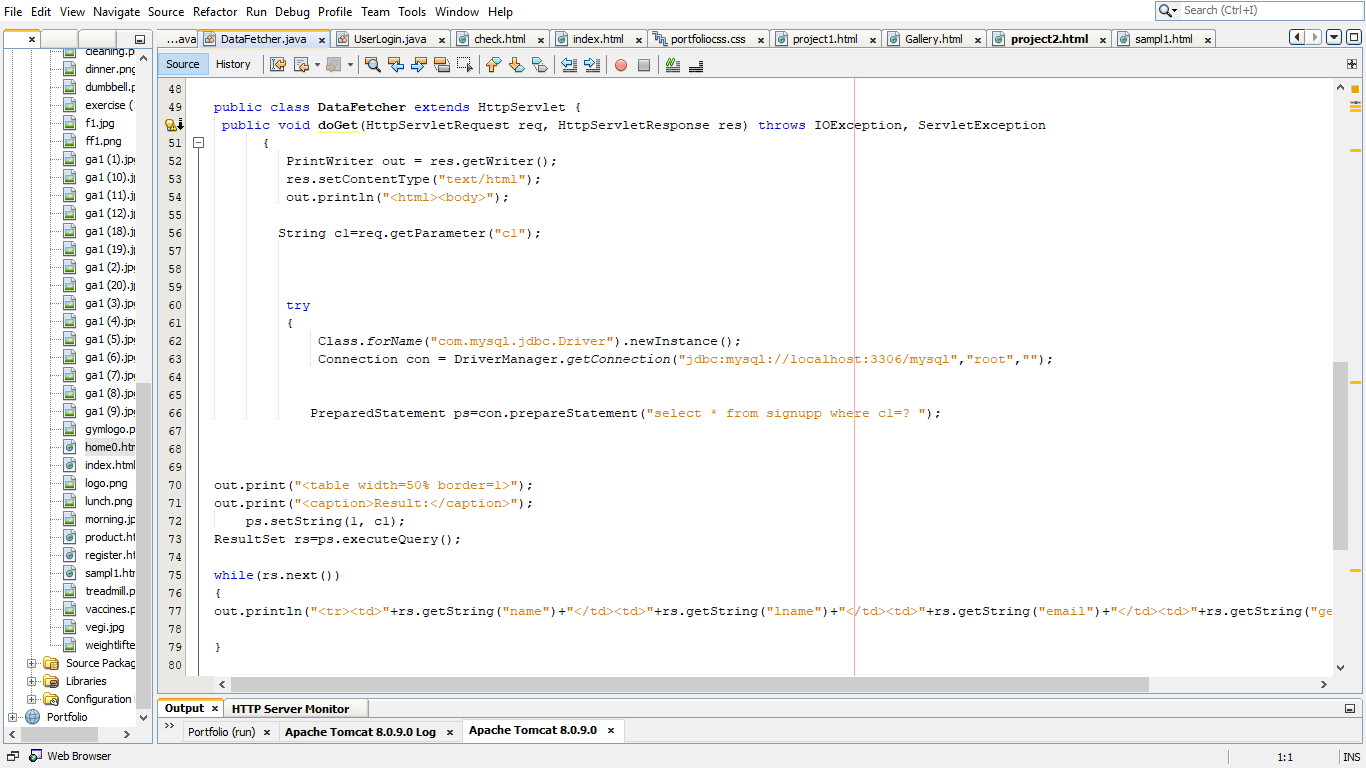 File Edit View Navigate Source Refactor Run Debug Profile Team Tools Window Help Search (Ctrl+I)
...ava DataFetcher.java UserLogin.java check.html index.html portfoliocss.css project1.html Gallery.html project2.html sampl1.html
Source History
cleaning.p
dinner.png
dumbbell.p
exercise (
f1.jpg
ff1.png
ga1 (1).jpg
ga1 (10).jp
ga1 (11).jp
ga1 (12).jp
ga1 (18).jp
ga1 (19).jp
ga1 (2).jpg
ga1 (20).jp
ga1 (3).jpg
ga1 (4).jpg
ga1 (5).jpg
ga1 (6).jpg
ga1 (7).jpg
ga1 (8).jpg
ga1 (9).jpg
gymlogo.p
home0.htm
index.html
logo.png
lunch.png
morning.jp
product.ht
register.ht
sampl1.htm
treadmill.p
vaccines.p
vegi.jpg
weightlifte
Source Packag
Libraries
Configuration
Portfolio
48
49 public class DataFetcher extends HttpServlet {
public void doGet(HttpServletRequest req, HttpServletResponse res) throws IOException, ServletException
51 {
52 PrintWriter out = res.getWriter();
53 res.setContentType("text/html");
54 out.println("<html><body>");
55
56 String c1=req.getParameter("c1");
57
58
59
60 try
61 {
62 Class.forName("com.mysql.jdbc.Driver").newInstance();
63 Connection con = DriverManager.getConnection("jdbc:mysql://localhost:3306/mysql","root","");
64
65
66 PreparedStatement ps=con.prepareStatement("select * from signupp where c1=? ");
67
68
69
70 out.print("<table width=50% border=1>");
71 out.print("<caption>Result:</caption>");
72 ps.setString(1, c1);
73 ResultSet rs=ps.executeQuery();
74
75 while(rs.next())
76 {
77 out.println("<tr><td>"+rs.getString("name")+"</td><td>"+rs.getString("lname")+"</td><td>"+rs.getString("email")+"</td><td>"+rs.getString("ge
78
79 }
80
Output HTTP Server Monitor
Portfolio (run) Apache Tomcat 8.0.9.0 Log Apache Tomcat 8.0.9.0
Web Browser 1:1 INS